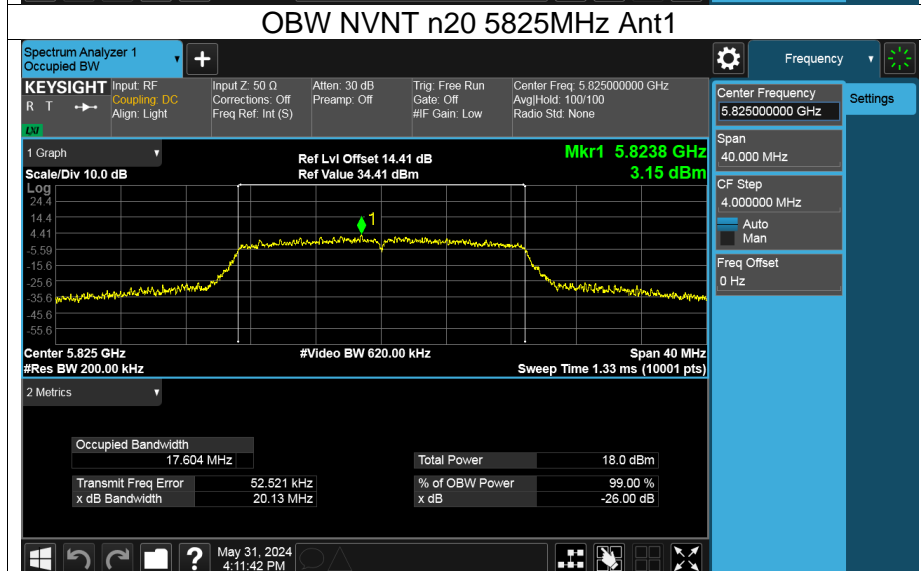 OBW NVNT n20 5825MHz Ant1
Spectrum Analyzer 1
Occupied BW
+
Frequency
KEYSIGHT
R T
LXI
Input: RF
Coupling: DC
Align: Light
Input Z: 50 Ω
Corrections: Off
Freq Ref: Int (S)
Atten: 30 dB
Preamp: Off
Trig: Free Run
Gate: Off
#IF Gain: Low
Center Freq: 5.825000000 GHz
Avg|Hold: 100/100
Radio Std: None
Center Frequency
5.825000000 GHz
Settings
Span
40.000 MHz
CF Step
4.000000 MHz
Auto
Man
Freq Offset
0 Hz
1 Graph
Scale/Div 10.0 dB
Ref Lvl Offset 14.41 dB
Ref Value 34.41 dBm
Mkr1 5.8238 GHz
3.15 dBm
Log
24.4
14.4
4.41
-5.59
-15.6
-25.6
-35.6
-45.6
-55.6
1
Center 5.825 GHz
#Res BW 200.00 kHz
#Video BW 620.00 kHz
Span 40 MHz
Sweep Time 1.33 ms (10001 pts)
2 Metrics
Occupied Bandwidth
17.604 MHz
Total Power 18.0 dBm
Transmit Freq Error 52.521 kHz
% of OBW Power 99.00 %
x dB Bandwidth 20.13 MHz
x dB -26.00 dB
?
May 31, 2024
4:11:42 PM